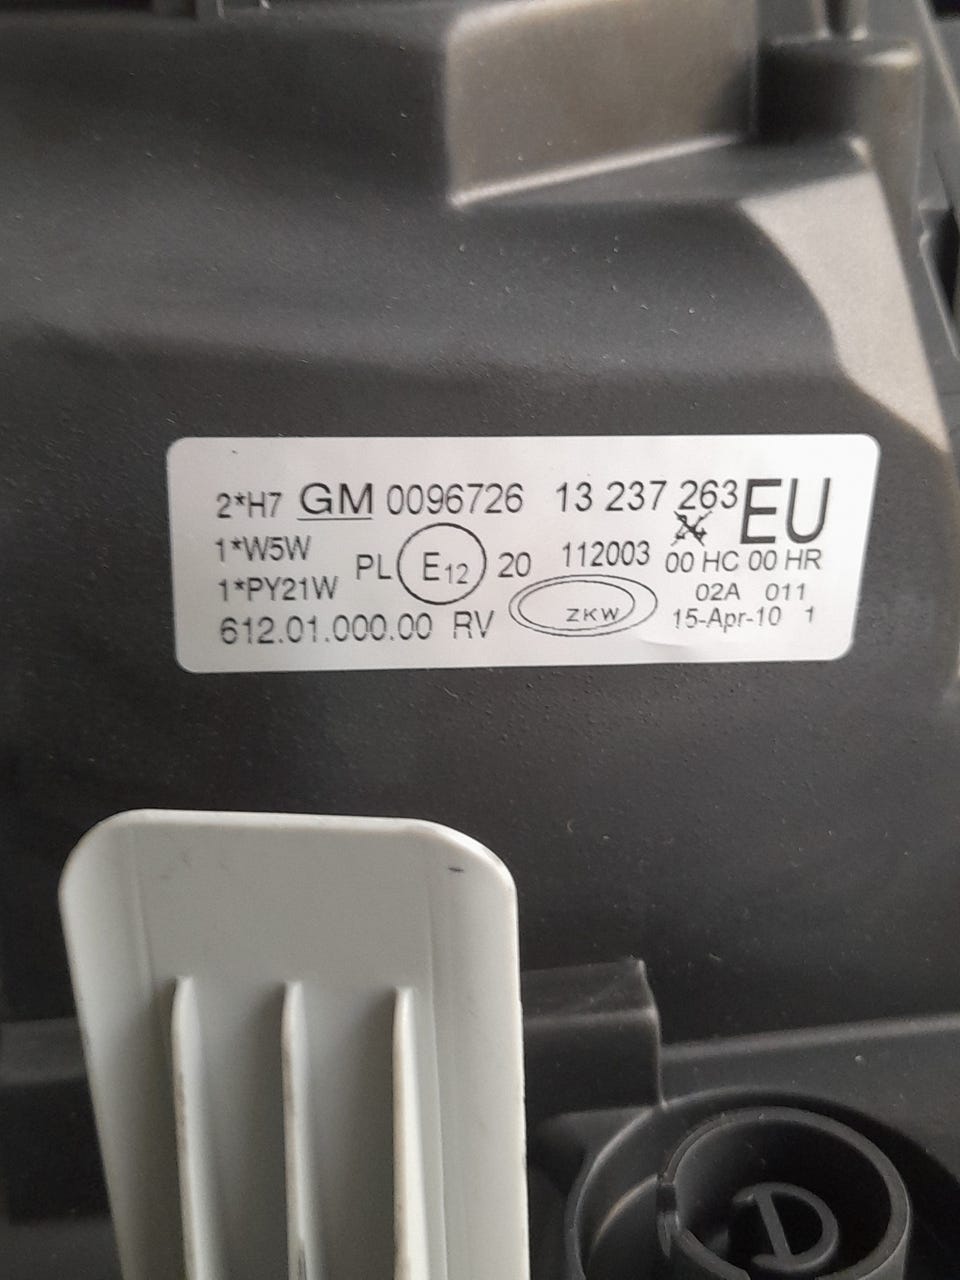 2*H7 GM 0096726 13 237 263 EU
1*W5W PL E12 20 112003 00 HC 00 HR
1*PY21W ZKW 02A 011
612.01.000.00 RV 15-Apr-10 1
D